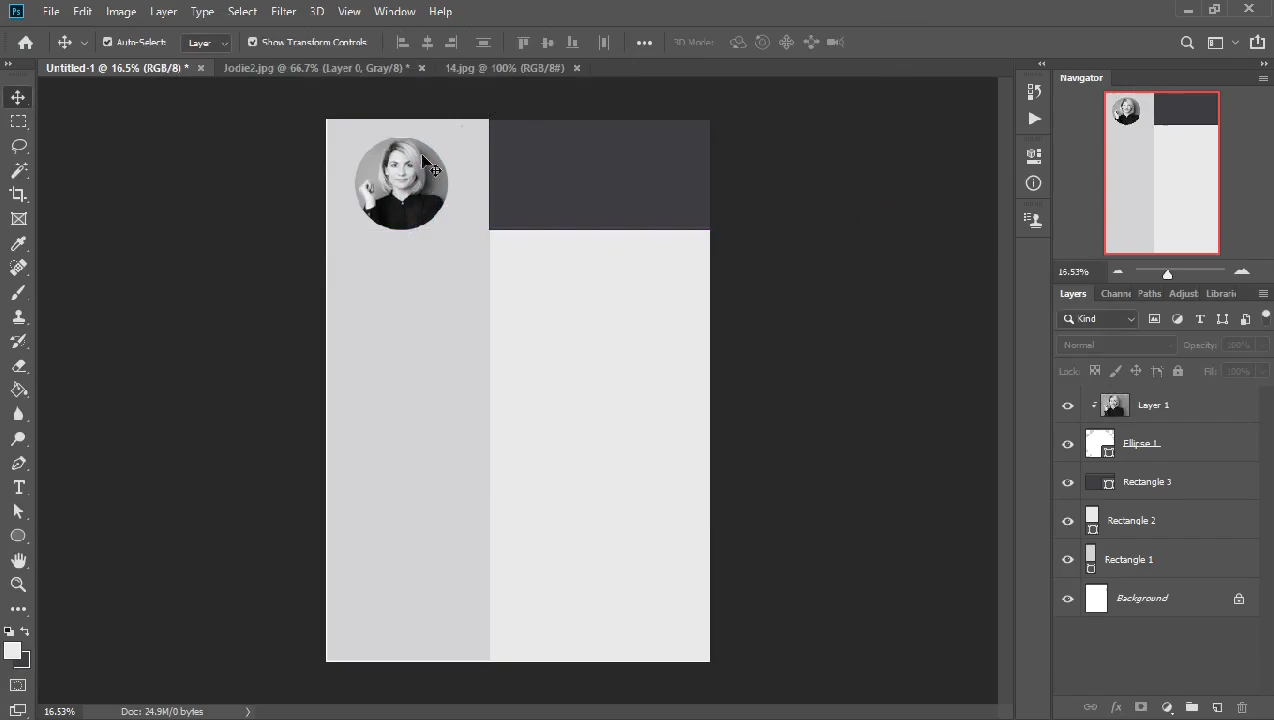 Ps File Edit Image Layer Type Select Filter 3D View Window Help
Auto-Select: Layer Show Transform Controls 3D Mode:
Untitled-1 @ 16.5% (RGB/8) * Jodie2.jpg @ 66.7% (Layer 0, Gray/8) * 14.jpg @ 100% (RGB/8#)
Navigator
16.53%
Layers Channe Paths Adjust Librarie
Kind
Normal Opacity: 100%
Lock: Fill: 100%
Layer 1
Ellipse 1
Rectangle 3
Rectangle 2
Rectangle 1
Background
16.53% Doc: 24.9M/0 bytes